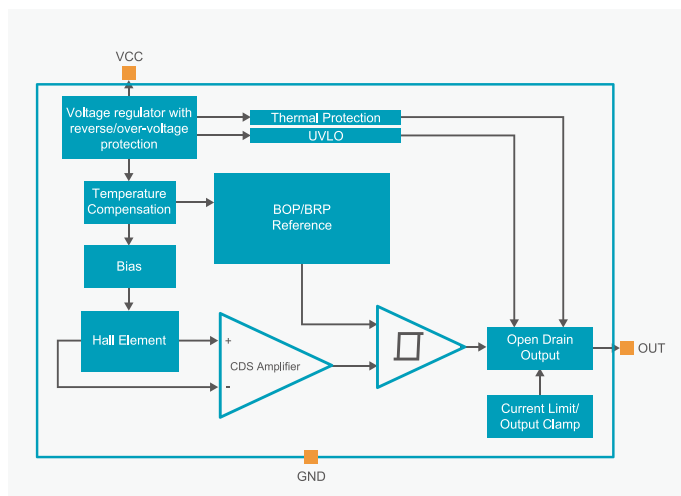 VCC
Voltage regulator with
reverse/over-voltage
protection
Thermal Protection
UVLO
Temperature
Compensation
BOP/BRP
Reference
Bias
Hall Element
+
CDS Amplifier
-
Open Drain
Output
OUT
Current Limit/
Output Clamp
GND